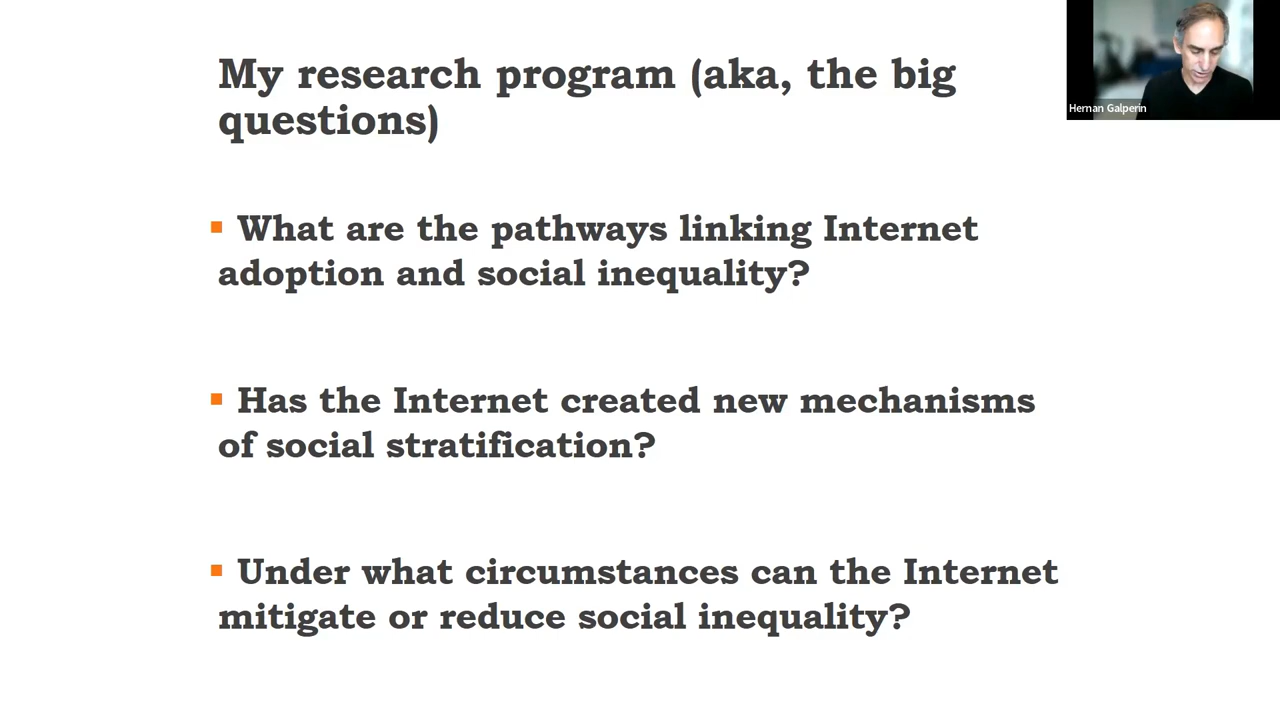 My research program (aka, the big
questions)
Hernan Galperin
What are the pathways linking Internet
adoption and social inequality?
Has the Internet created new mechanisms
of social stratification?
Under what circumstances can the Internet
mitigate or reduce social inequality?